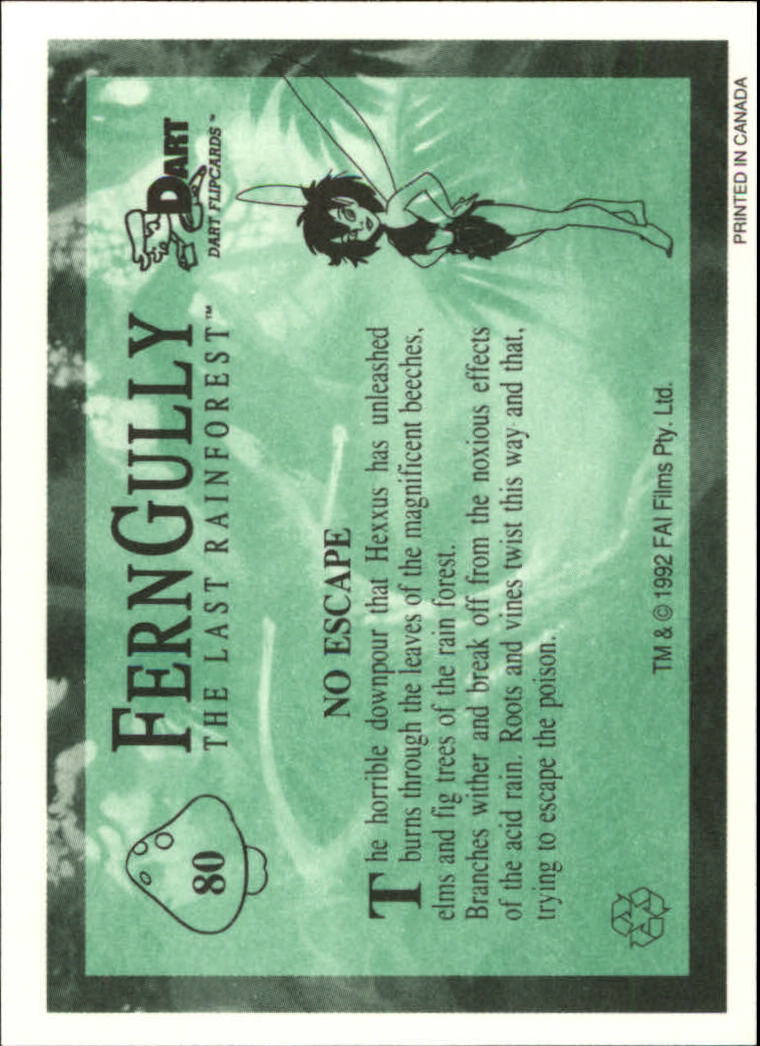 80
FERNGULLY
THE LAST RAINFOREST™
DART
DART FLIPCARDS™
NO ESCAPE
The horrible downpour that Hexxus has unleashed
burns through the leaves of the magnificent beeches,
elms and fig trees of the rain forest.
Branches wither and break off from the noxious effects
of the acid rain. Roots and vines twist this way and that,
trying to escape the poison.
TM & © 1992 FAI Films Pty. Ltd.
PRINTED IN CANADA